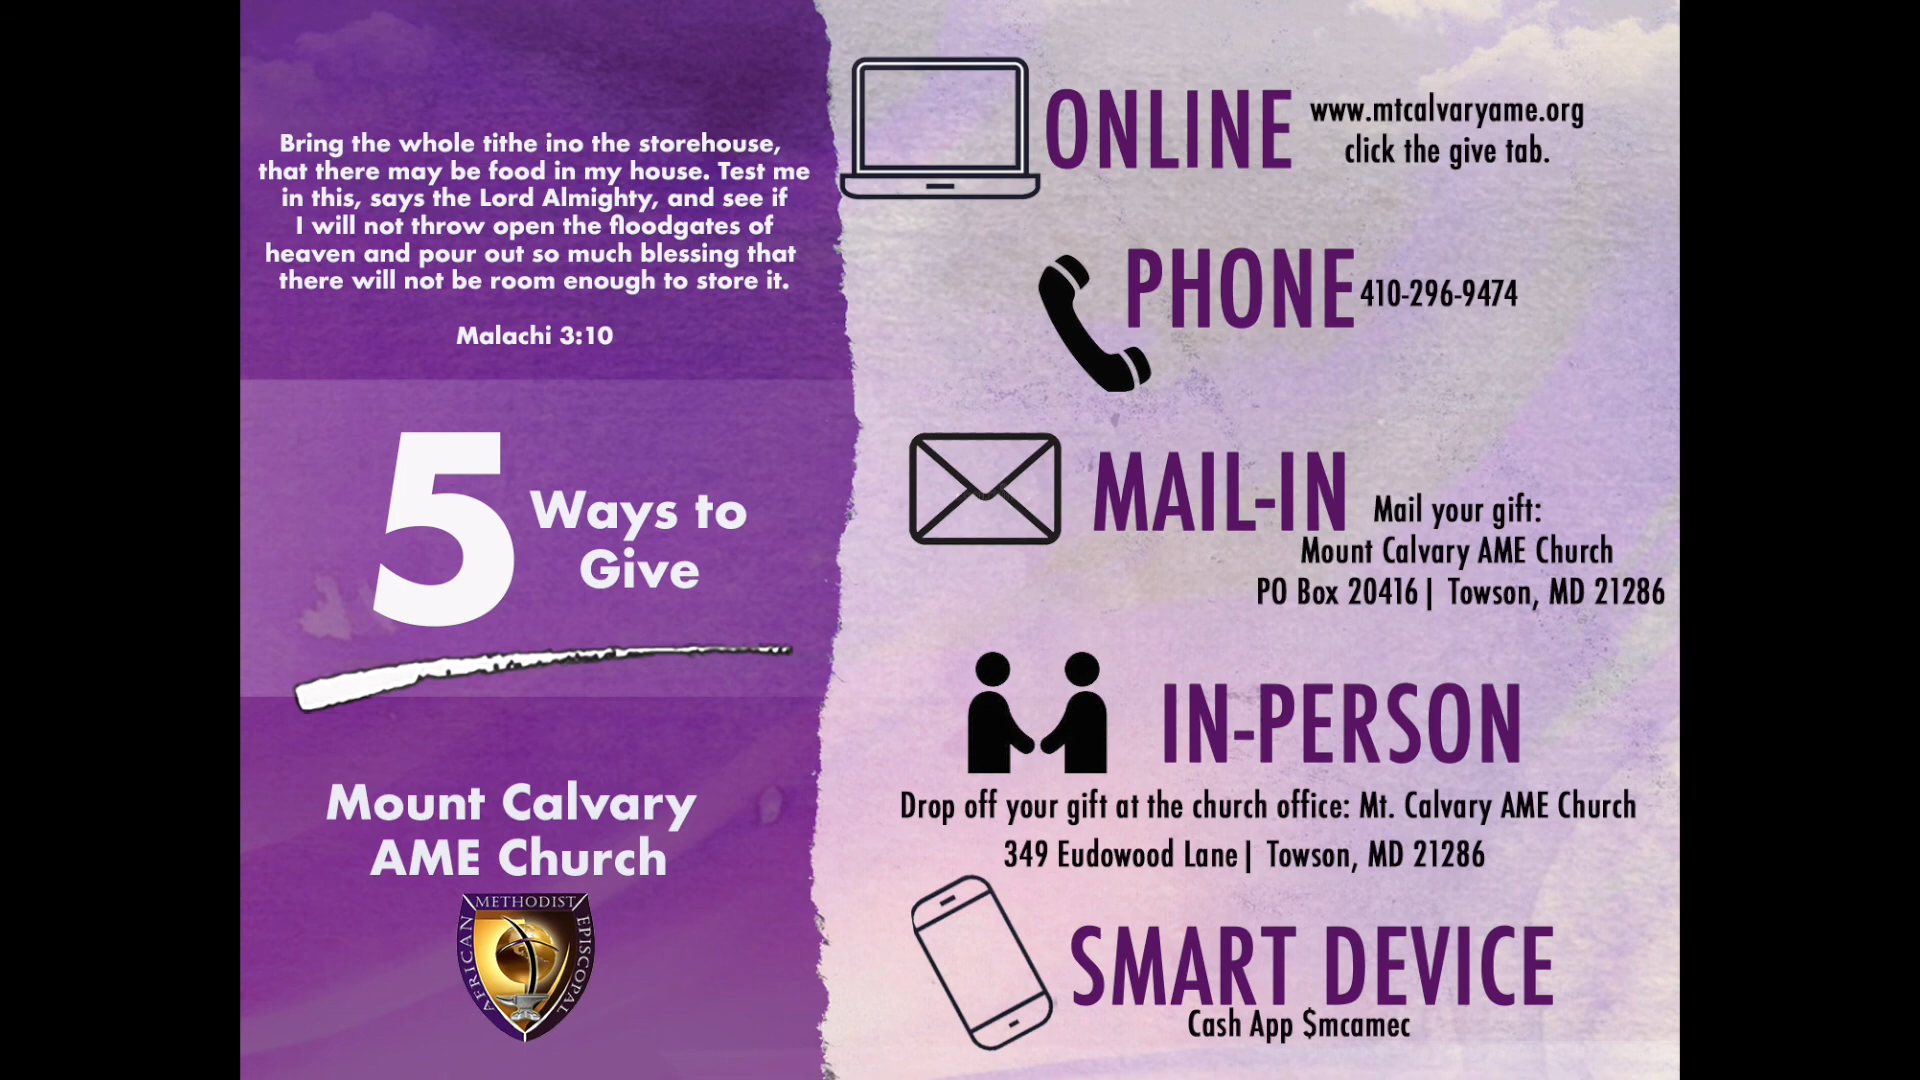 Bring the whole tithe ino the storehouse,
that there may be food in my house. Test me
in this, says the Lord Almighty, and see if
I will not throw open the floodgates of
heaven and pour out so much blessing that
there will not be room enough to store it.
Malachi 3:10
5 Ways to
Give
Mount Calvary
AME Church
AFRICAN METHODIST EPISCOPAL
ONLINE www.mtcalvaryame.org
click the give tab.
PHONE 410-296-9474
MAIL-IN Mail your gift:
Mount Calvary AME Church
PO Box 20416| Towson, MD 21286
IN-PERSON
Drop off your gift at the church office: Mt. Calvary AME Church
349 Eudowood Lane| Towson, MD 21286
SMART DEVICE
Cash App $mcamec